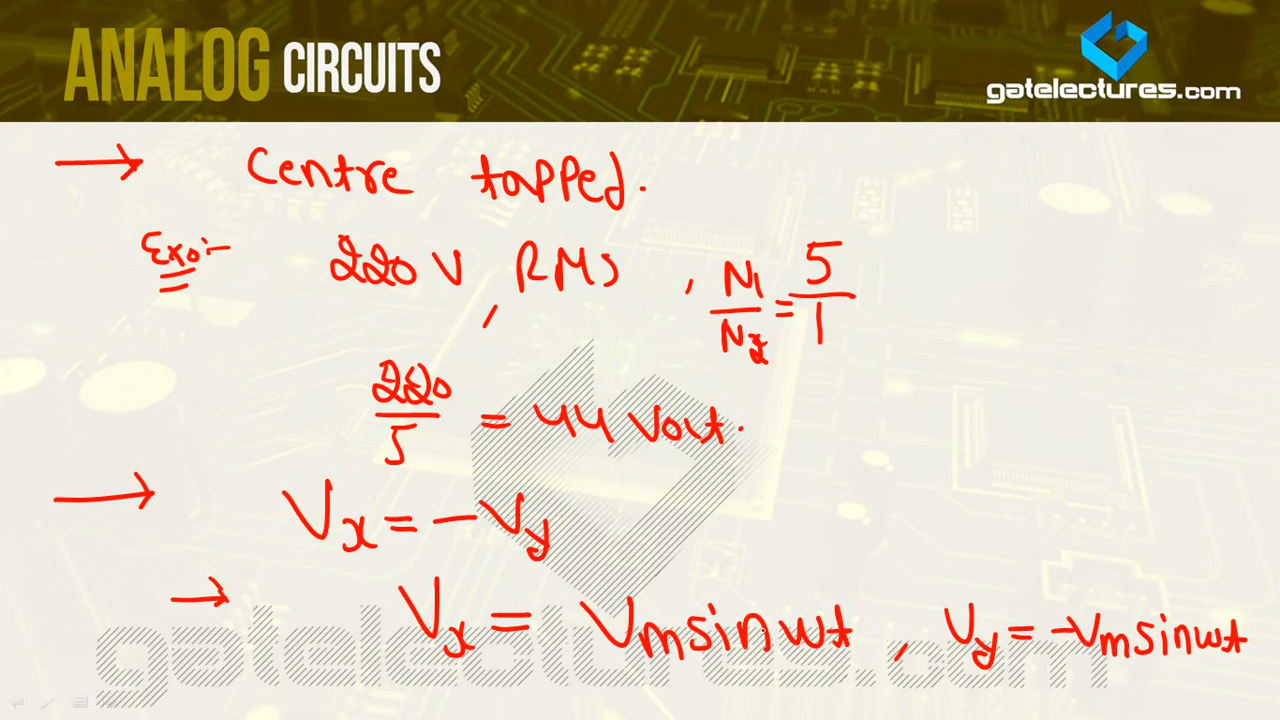 ANALOG CIRCUITS
gatelectures.com
→ Centre tapped.
Exo:- 220 V, RMS, N1/N2 = 5/1
220/5 = 44 Volt.
→ Vx = -Vy
→ Vx = Vm sin wt, Vy = -Vm sin wt
gatelectures.com